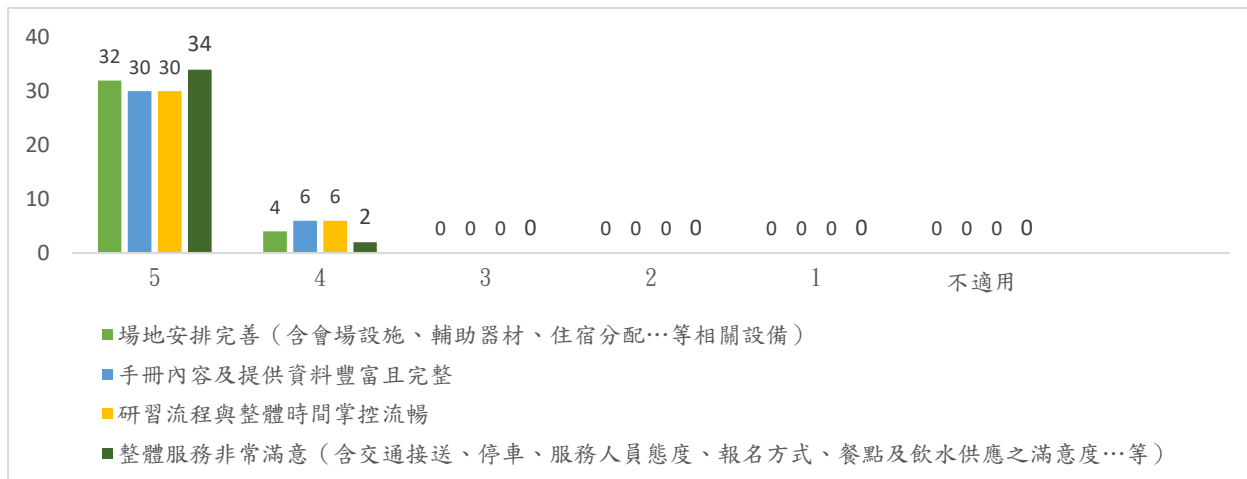 40
30
20
10
0
32 30 30 34
4 6 6 2
0 0 0 0
0 0 0 0
0 0 0 0
0 0 0 0
5 4 3 2 1 不適用
場地安排完善（含會場設施、輔助器材、住宿分配…等相關設備）
手冊內容及提供資料豐富且完整
研習流程與整體時間掌控流暢
整體服務非常滿意（含交通接送、停車、服務人員態度、報名方式、餐點及飲水供應之滿意度…等）